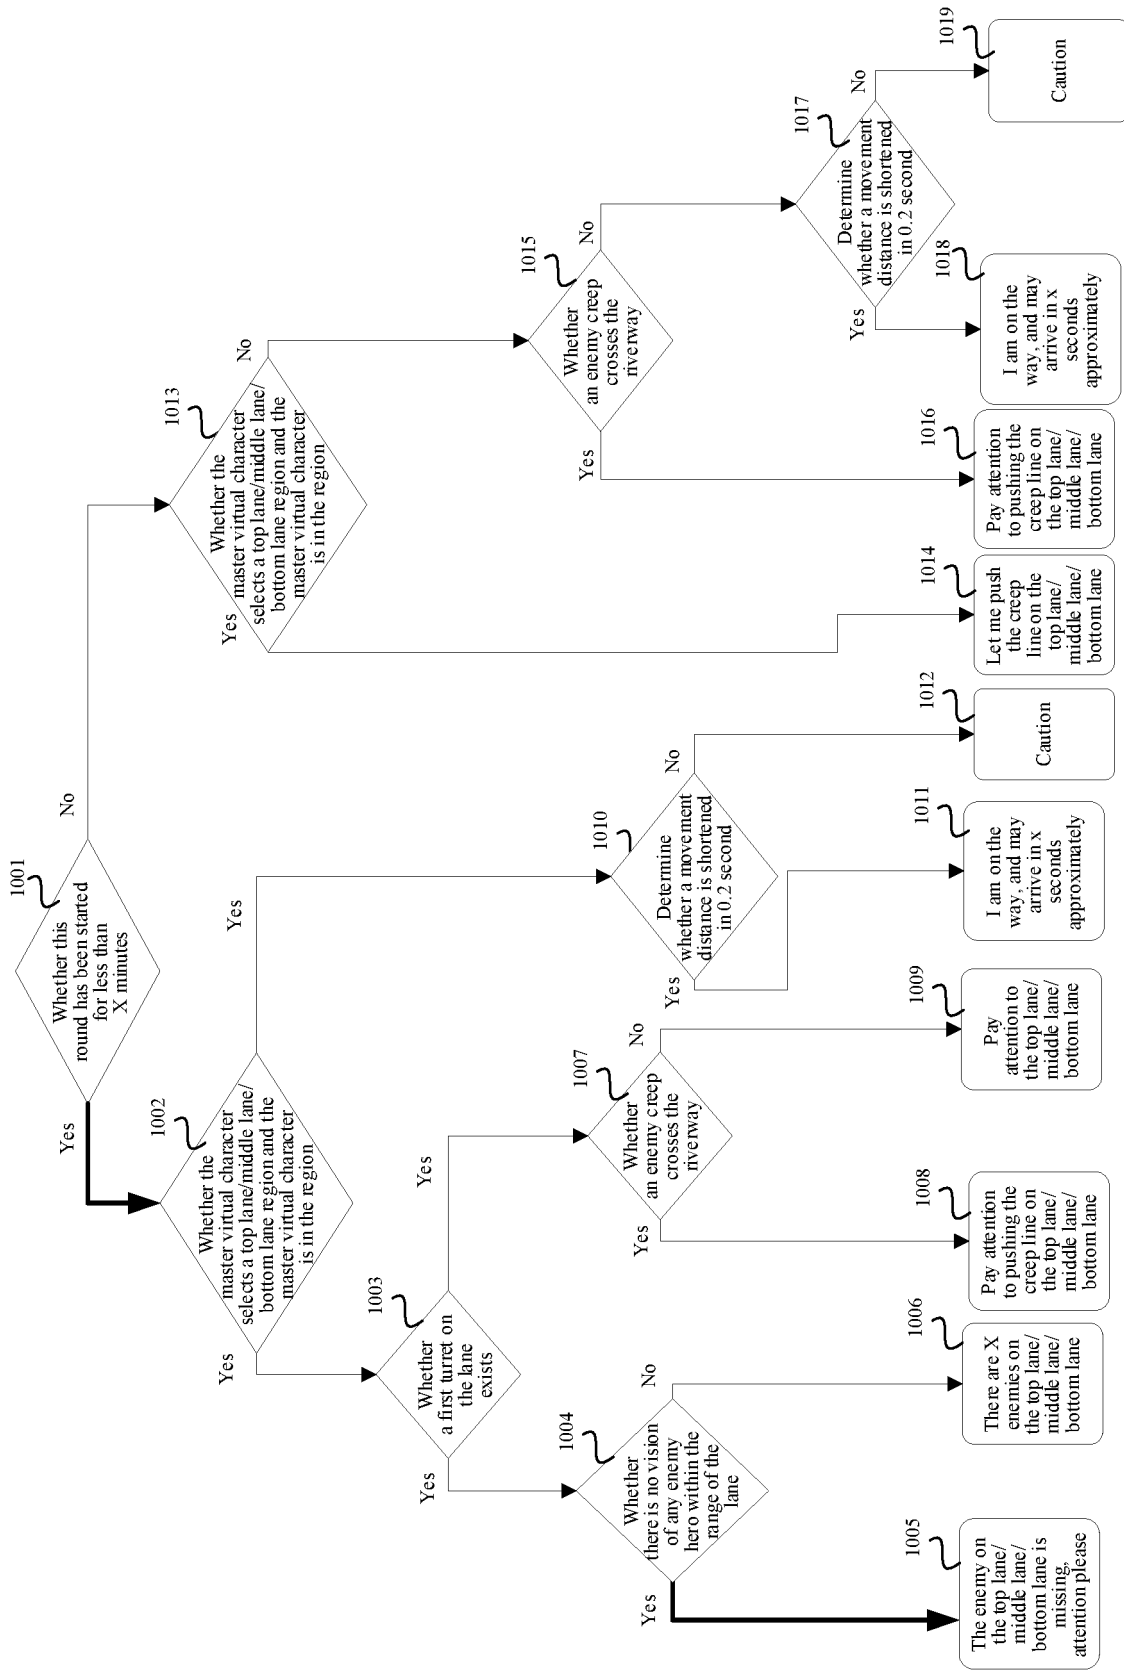 1001
Whether this
round has been started
for less than
X minutes
Yes
No
1002
Whether the
master virtual character
selects a top lane/middle lane/
bottom lane region and the
master virtual character
is in the region
Yes
Yes
1003
Whether
a first turret on
the lane
exists
Yes
Yes
1004
Whether
there is no vision
of any enemy
hero within the
range of the
lane
Yes
No
1005
The enemy on
the top lane/
middle lane/
bottom lane is
missing,
attention please
1006
There are X
enemies on
the top lane/
middle lane/
bottom lane
1007
Whether
an enemy creep
crosses the
riverway
Yes
No
1008
Pay attention
to pushing the
creep line on
the top lane/
middle lane/
bottom lane
1009
Pay
attention to
the top lane/
middle lane/
bottom lane
1010
Determine
whether a movement
distance is shortened
in 0.2 second
Yes
No
1011
I am on the
way, and may
arrive in x
seconds
approximately
1012
Caution
1013
Whether the
master virtual character
selects a top lane/middle lane/
bottom lane region and the
master virtual character
is in the region
Yes
No
1014
Let me push
the creep
line on the
top lane/
middle lane/
bottom lane
1015
Whether
an enemy creep
crosses the
riverway
Yes
No
1016
Pay attention
to pushing the
creep line on
the top lane/
middle lane/
bottom lane
1017
Determine
whether a movement
distance is shortened
in 0.2 second
Yes
No
1018
I am on the
way, and may
arrive in x
seconds
approximately
1019
Caution